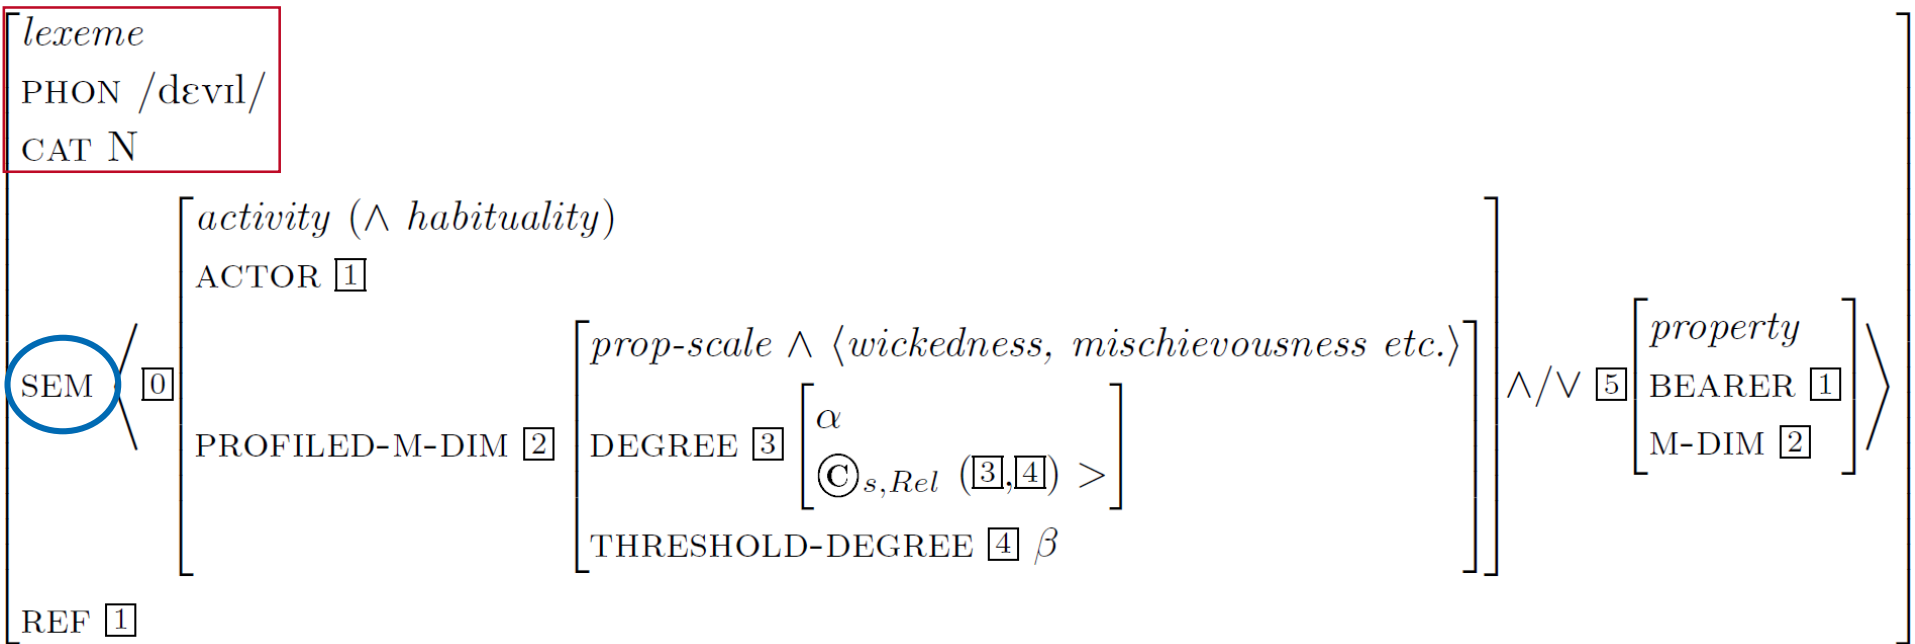 lexeme
PHON /dɛvɪl/
CAT N
activity (∧ habituality)
ACTOR 1
prop-scale ∧ ⟨wickedness, mischievousness etc.⟩
property
SEM ⟨ 0 ∧/∨ 5 BEARER 1 ⟩
α
PROFILED-M-DIM 2 DEGREE 3 M-DIM 2
Ⓒs,Rel (3,4) >
THRESHOLD-DEGREE 4 β
REF 1